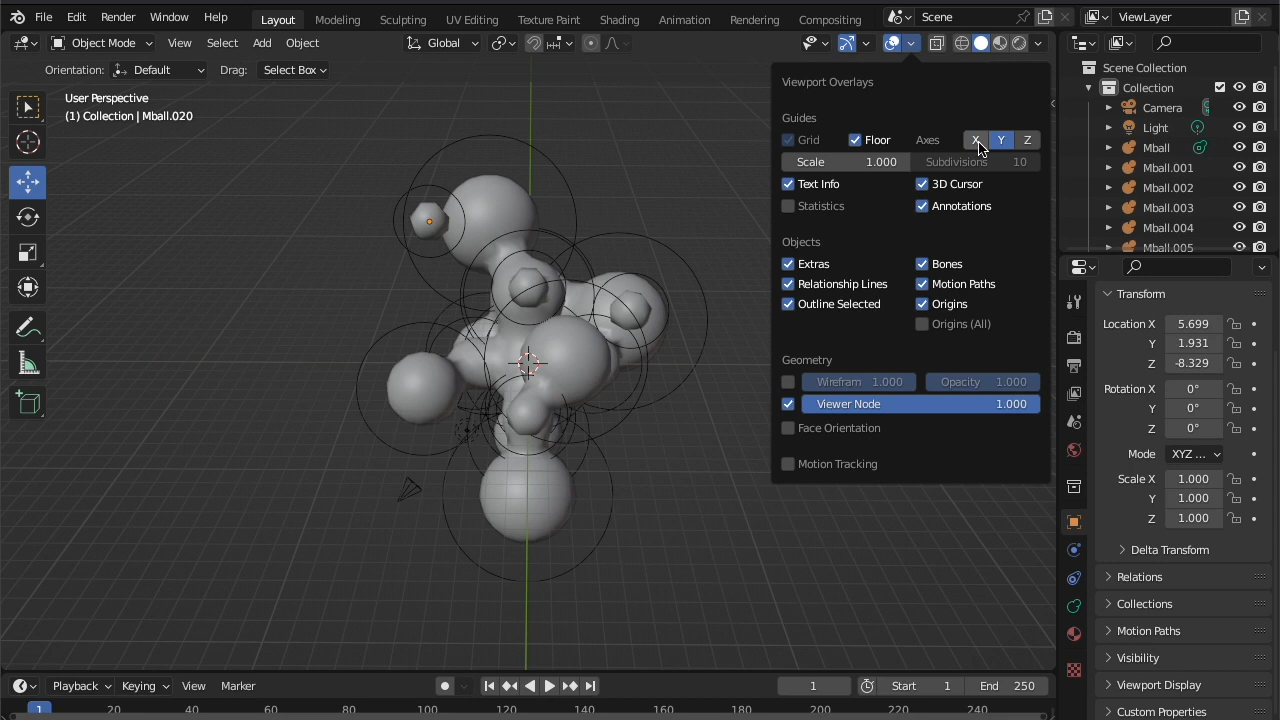 File Edit Render Window Help Layout Modeling Sculpting UV Editing Texture Paint Shading Animation Rendering Compositing Scene ViewLayer
Object Mode View Select Add Object Global
Orientation: Default Drag: Select Box
User Perspective
(1) Collection | Mball.020
Viewport Overlays
Guides
Grid Floor Axes X Y Z
Scale 1.000 Subdivisions 10
Text Info 3D Cursor
Statistics Annotations
Objects
Extras Bones
Relationship Lines Motion Paths
Outline Selected Origins
Origins (All)
Geometry
Wirefram 1.000 Opacity 1.000
Viewer Node 1.000
Face Orientation
Motion Tracking
Scene Collection
Collection
Camera
Light
Mball
Mball.001
Mball.002
Mball.003
Mball.004
Mball.005
Transform
Location X 5.699
Y 1.931
Z -8.329
Rotation X 0°
Y 0°
Z 0°
Mode XYZ ...
Scale X 1.000
Y 1.000
Z 1.000
Delta Transform
Relations
Collections
Motion Paths
Visibility
Viewport Display
Custom Properties
Playback Keying View Marker 1 Start 1 End 250
1 20 40 60 80 100 120 140 160 180 200 220 240